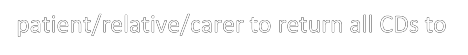 patient/relative/carer to return all CDs to